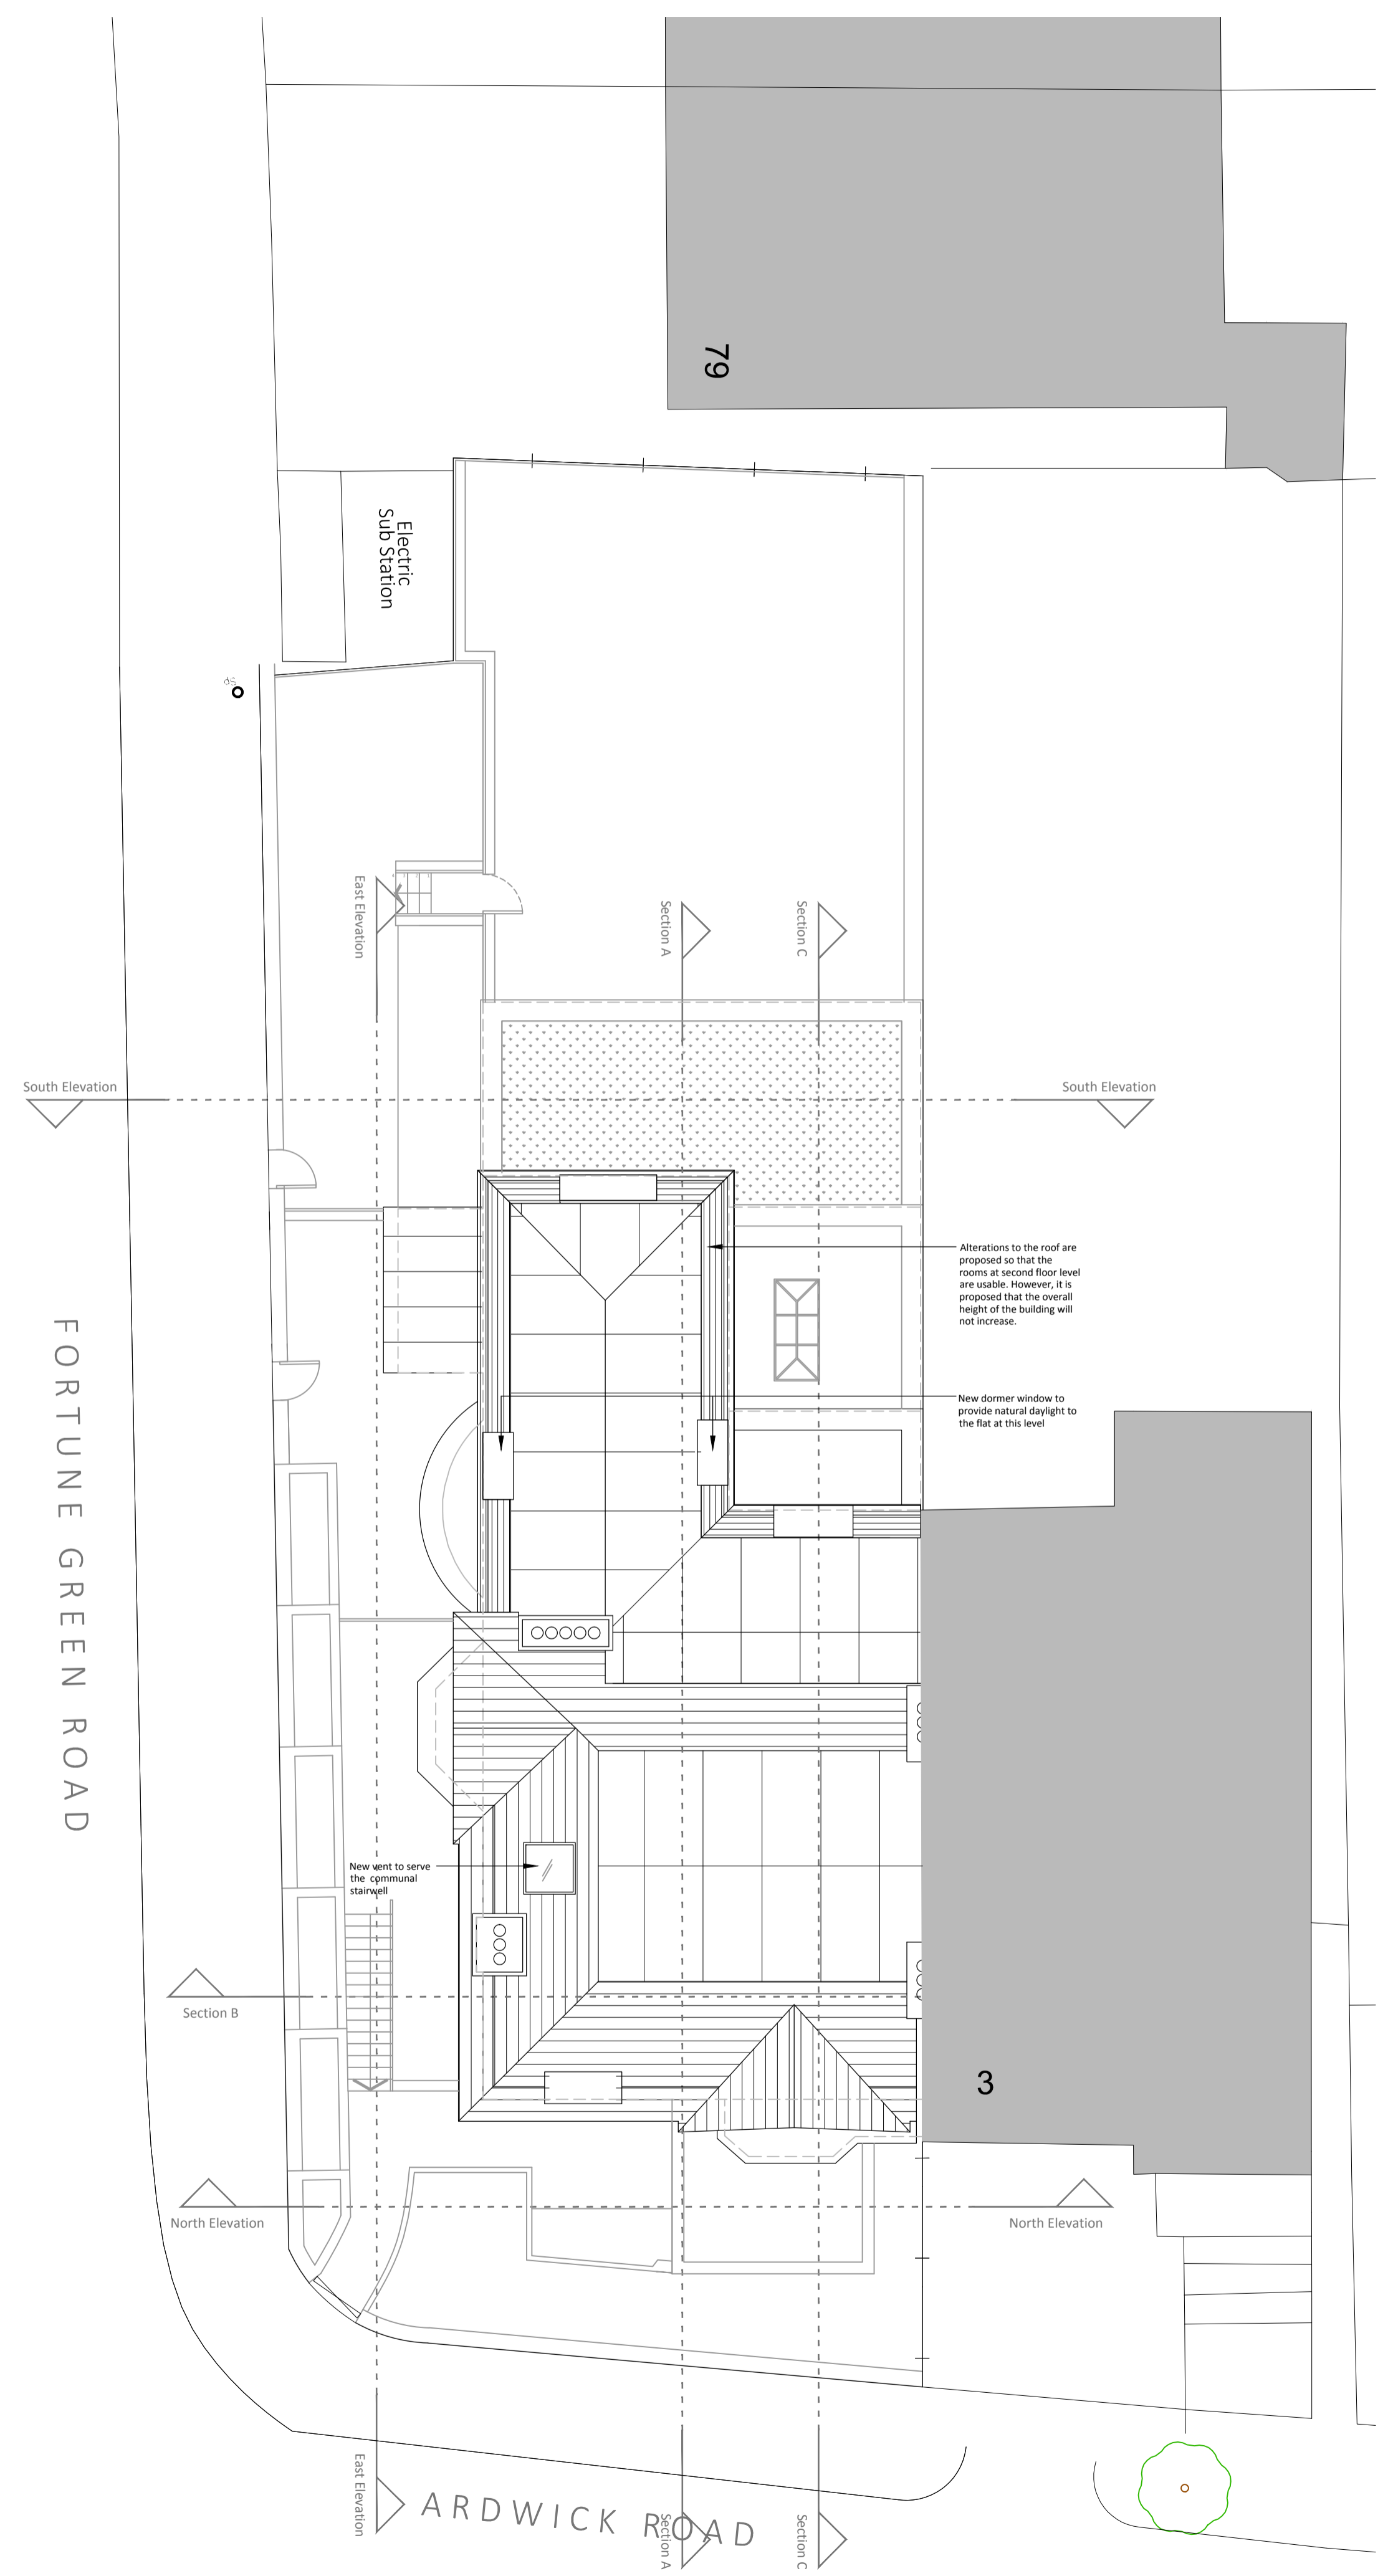 79
Electric
Sub Station
SP
East Elevation
Section A
Section C
South Elevation
South Elevation
Alterations to the roof are
proposed so that the
rooms at second floor level
are usable. However, it is
proposed that the overall
height of the building will
not increase.
New dormer window to
provide natural daylight to
the flat at this level
FORTUNE GREEN ROAD
New vent to serve
the communal
stairwell
Section B
3
North Elevation
North Elevation
East Elevation
ARDWICK ROAD
Section A
Section C